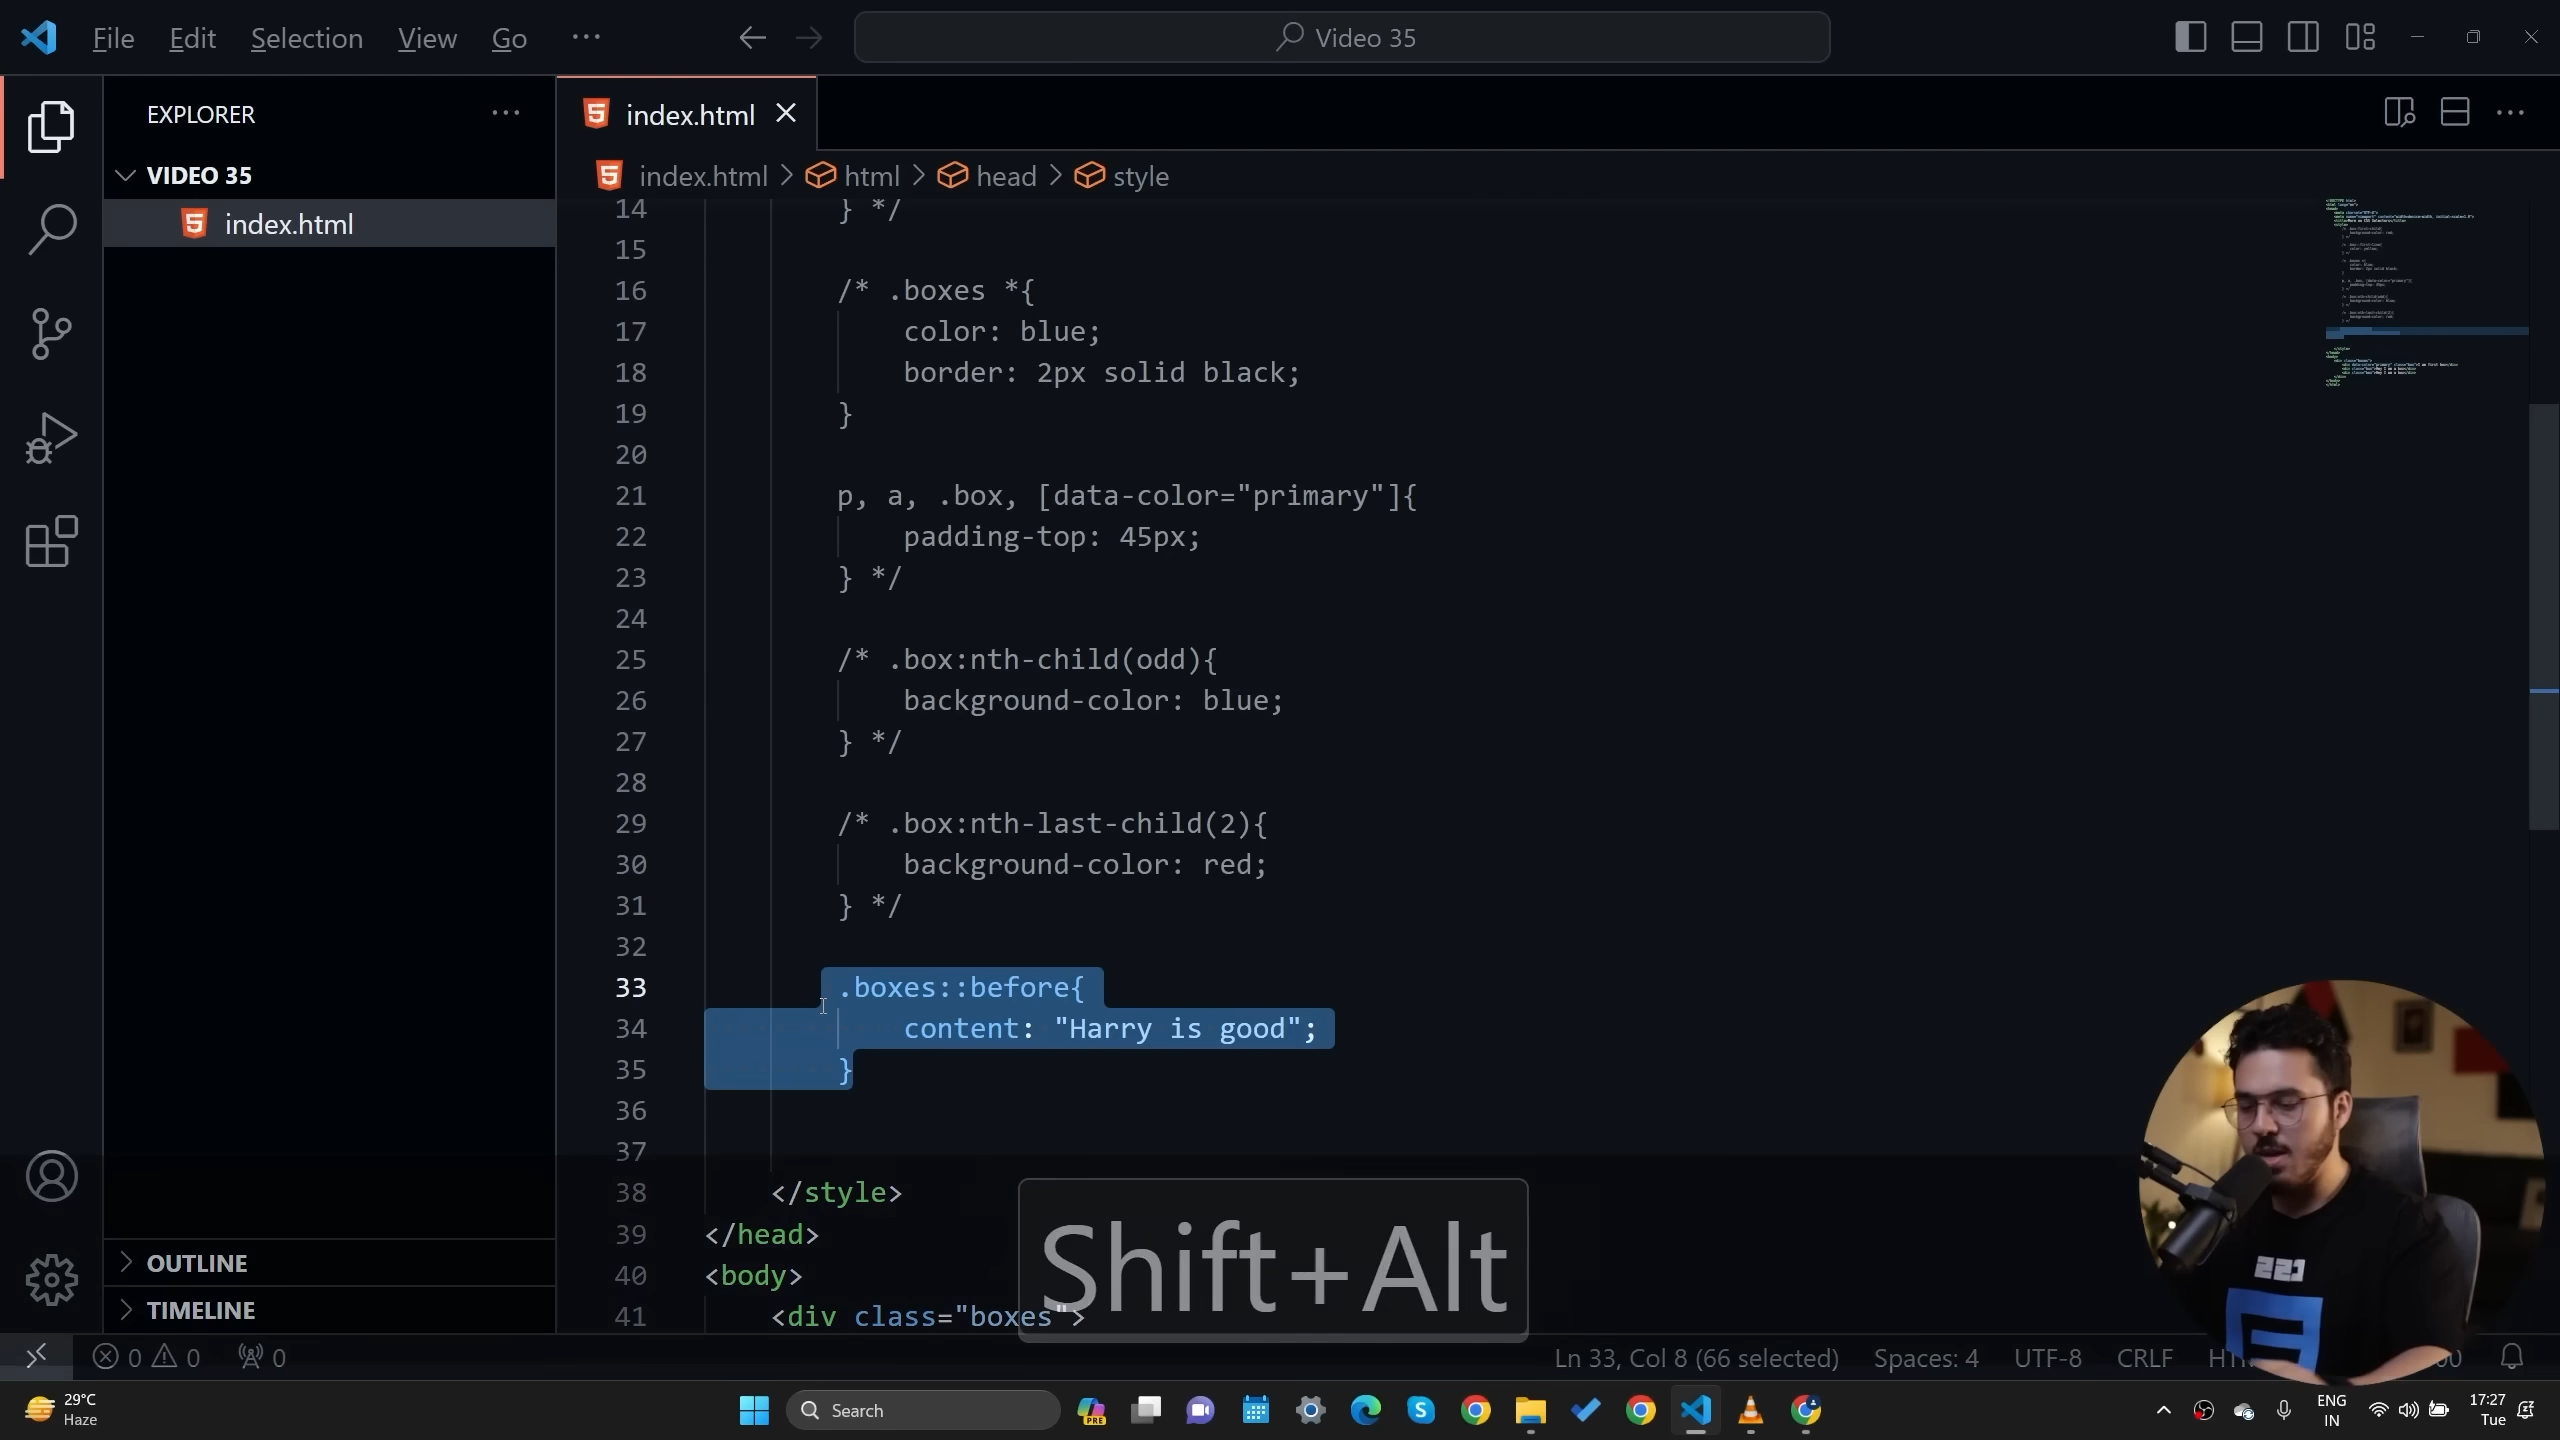 File Edit Selection View Go ···
Video 35
EXPLORER ···
VIDEO 35
index.html
OUTLINE
TIMELINE
index.html
index.html > html > head > style
14 } */
15
16 /* .boxes *{
17 color: blue;
18 border: 2px solid black;
19 }
20
21 p, a, .box, [data-color="primary"]{
22 padding-top: 45px;
23 } */
24
25 /* .box:nth-child(odd){
26 background-color: blue;
27 } */
28
29 /* .box:nth-last-child(2){
30 background-color: red;
31 } */
32
33 .boxes::before{
34 content: "Harry is good";
35 }
36
37
38 </style>
39 </head>
40 <body>
41 <div class="boxes">
Shift+Alt
0 0 0
Ln 33, Col 8 (66 selected) Spaces: 4 UTF-8 CRLF
29°C
Haze
Search
PRE
ENG
IN
17:27
Tue